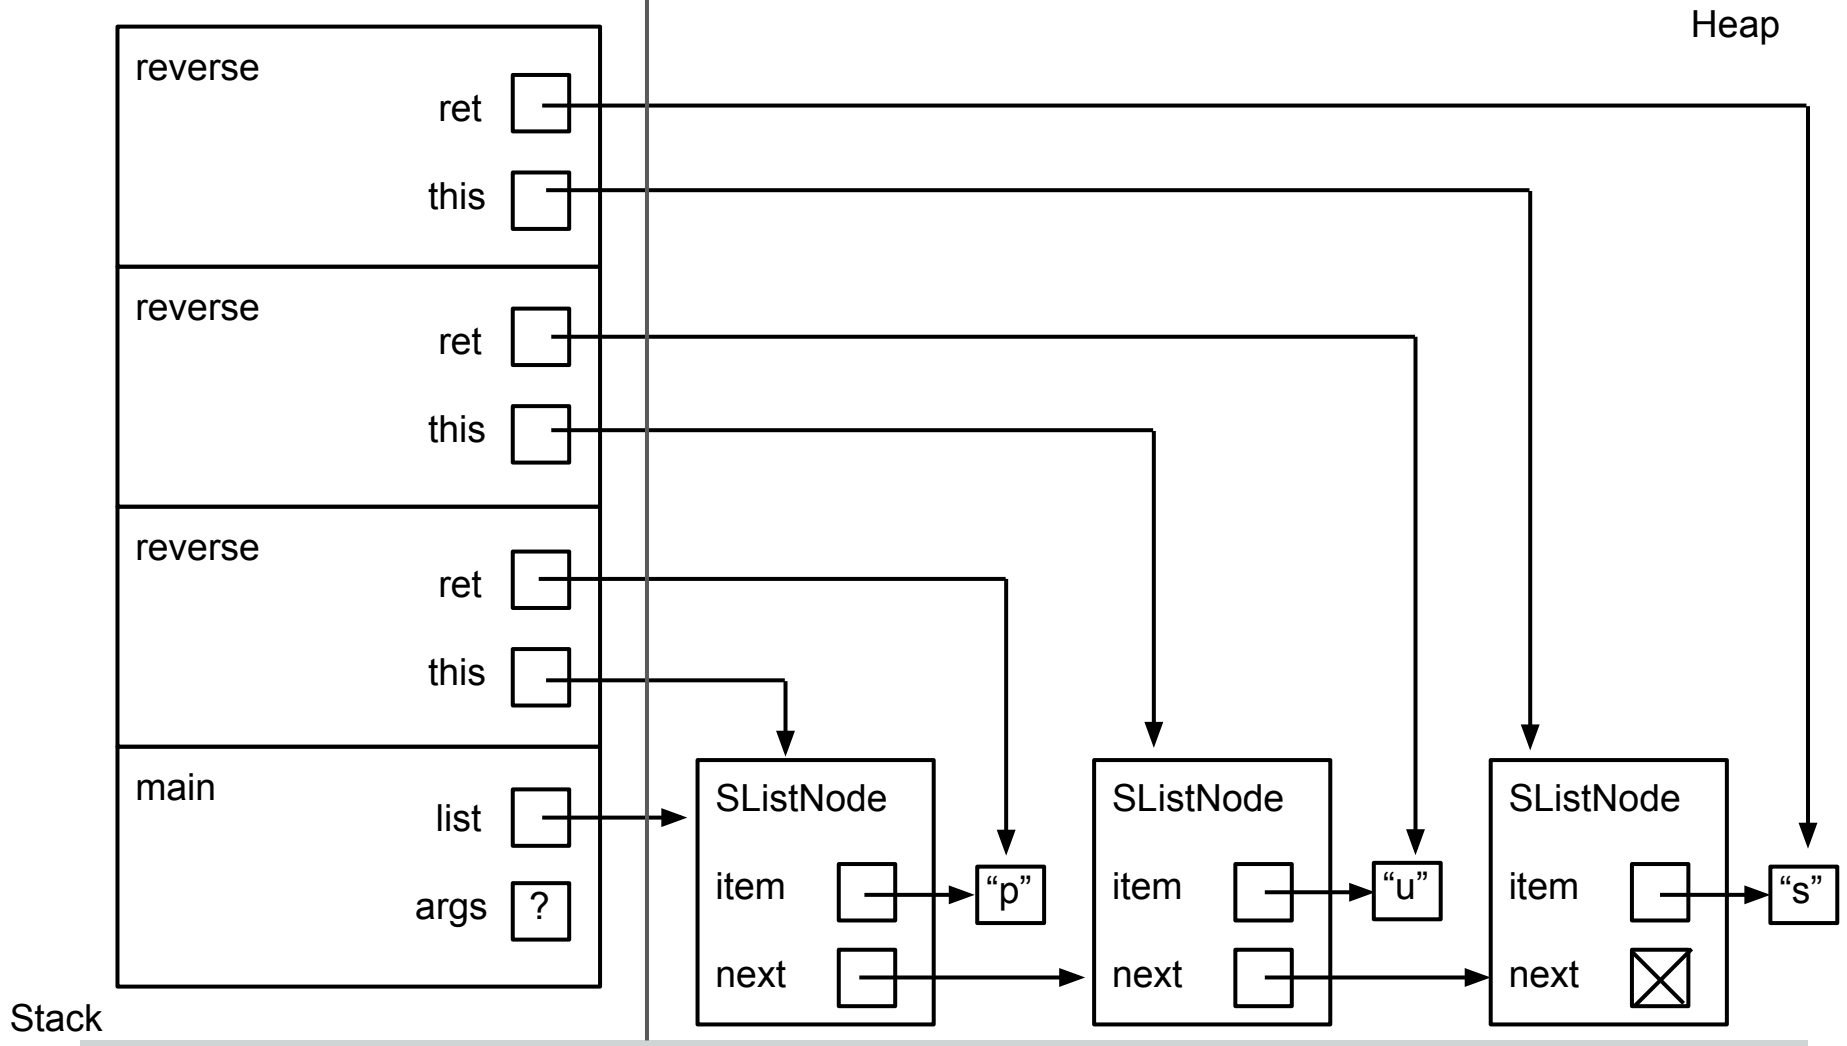 Heap
reverse
ret
this
reverse
ret
this
reverse
ret
this
main
list
args ?
SListNode
item “p”
next
SListNode
item “u”
next
SListNode
item “s”
next
Stack